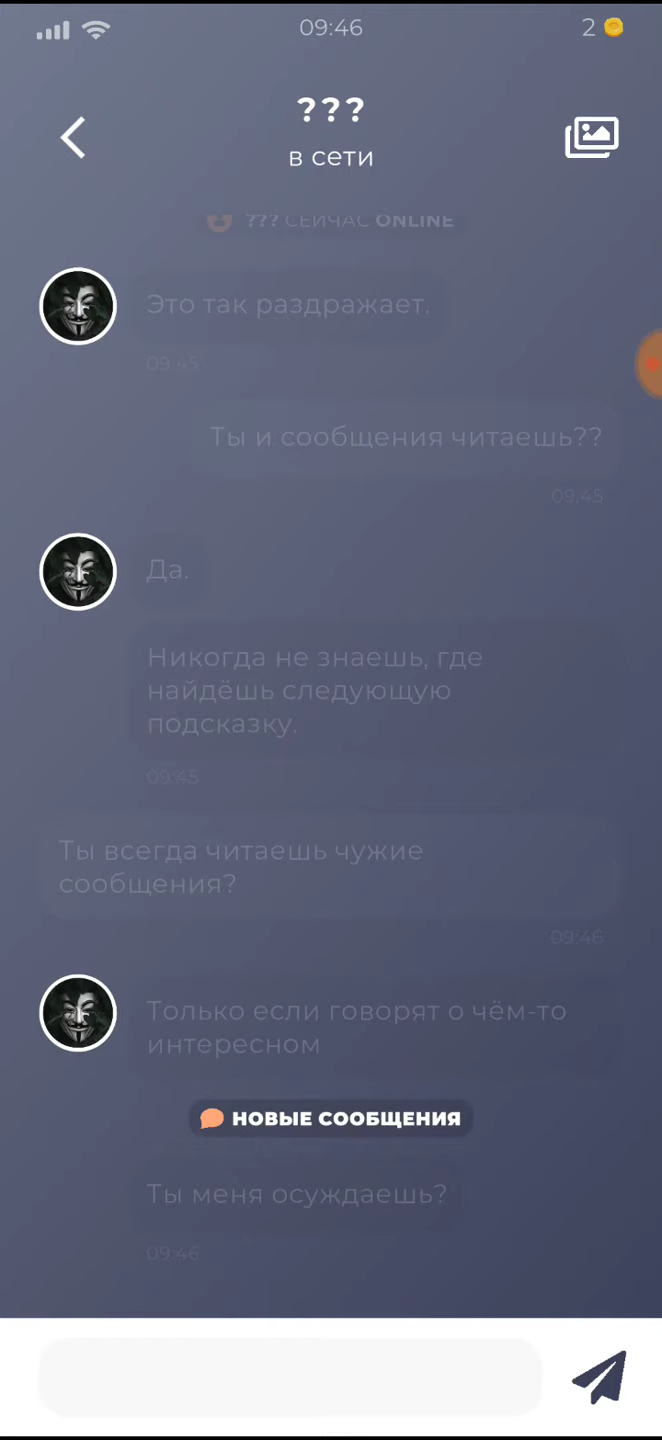 09:46
2
???
в сети
??? СЕЙЧАС ONLINE
Это так раздражает.
09:45
Ты и сообщения читаешь??
09:45
Да.
Никогда не знаешь, где
найдёшь следующую
подсказку.
09:45
Ты всегда читаешь чужие
сообщения?
09:46
Только если говорят о чём-то
интересном
НОВЫЕ СООБЩЕНИЯ
Ты меня осуждаешь?
09:46